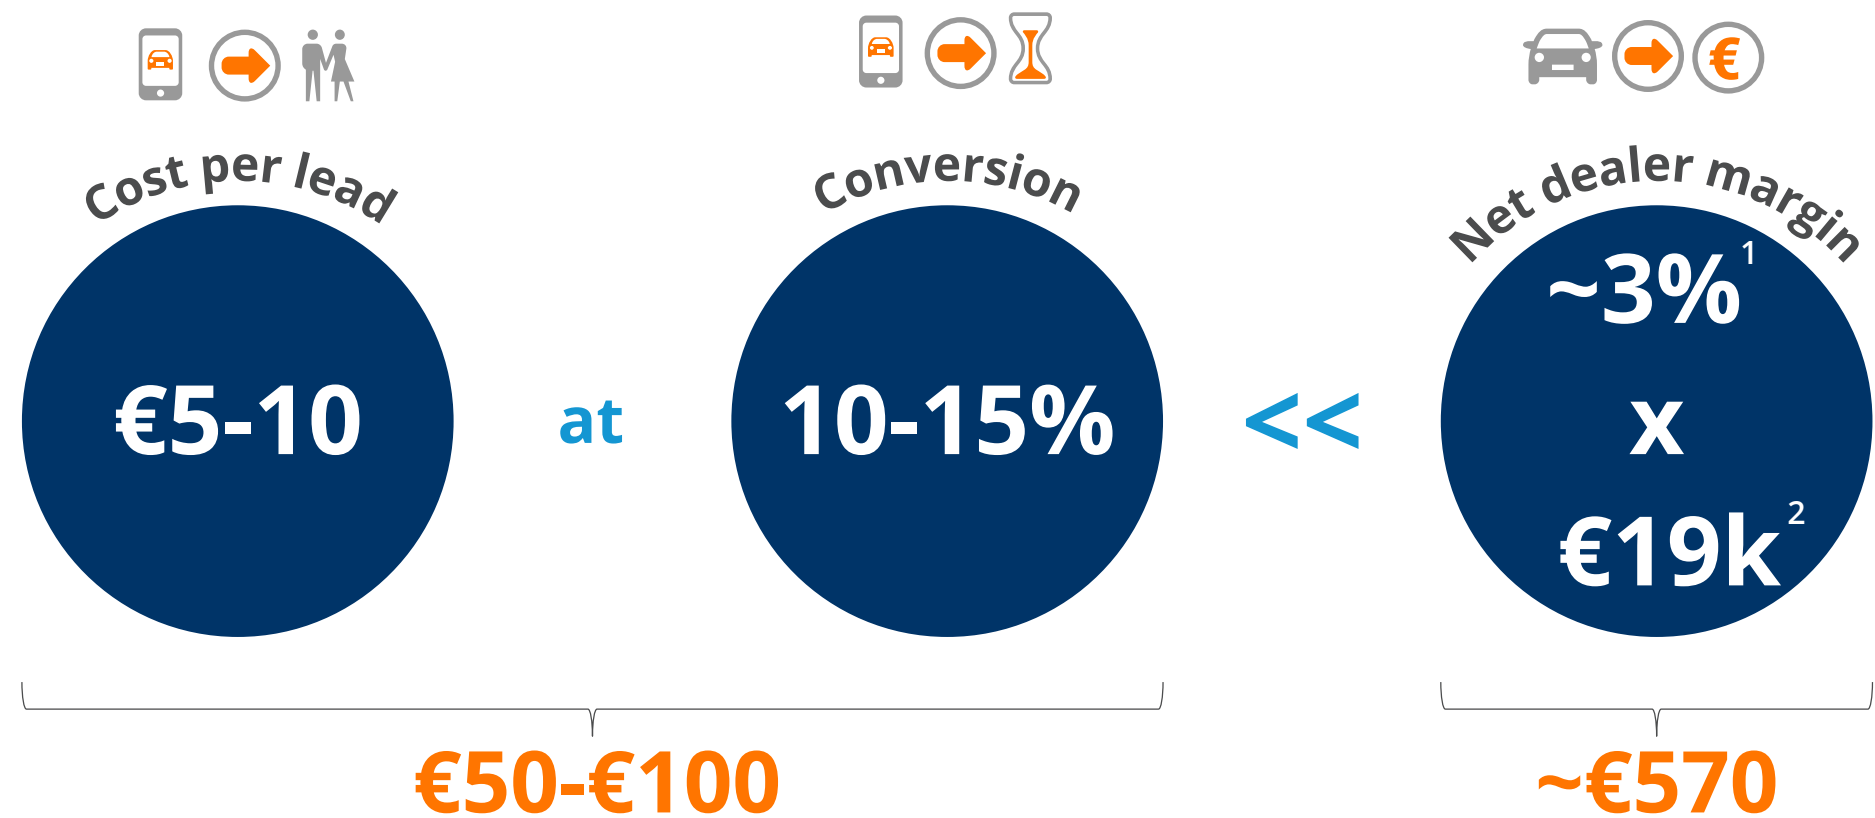 €
Cost per lead
Conversion
Net dealer margin
€5-10
at
10-15%
<<
~3%1
x
€19k2
€50-€100
~€570